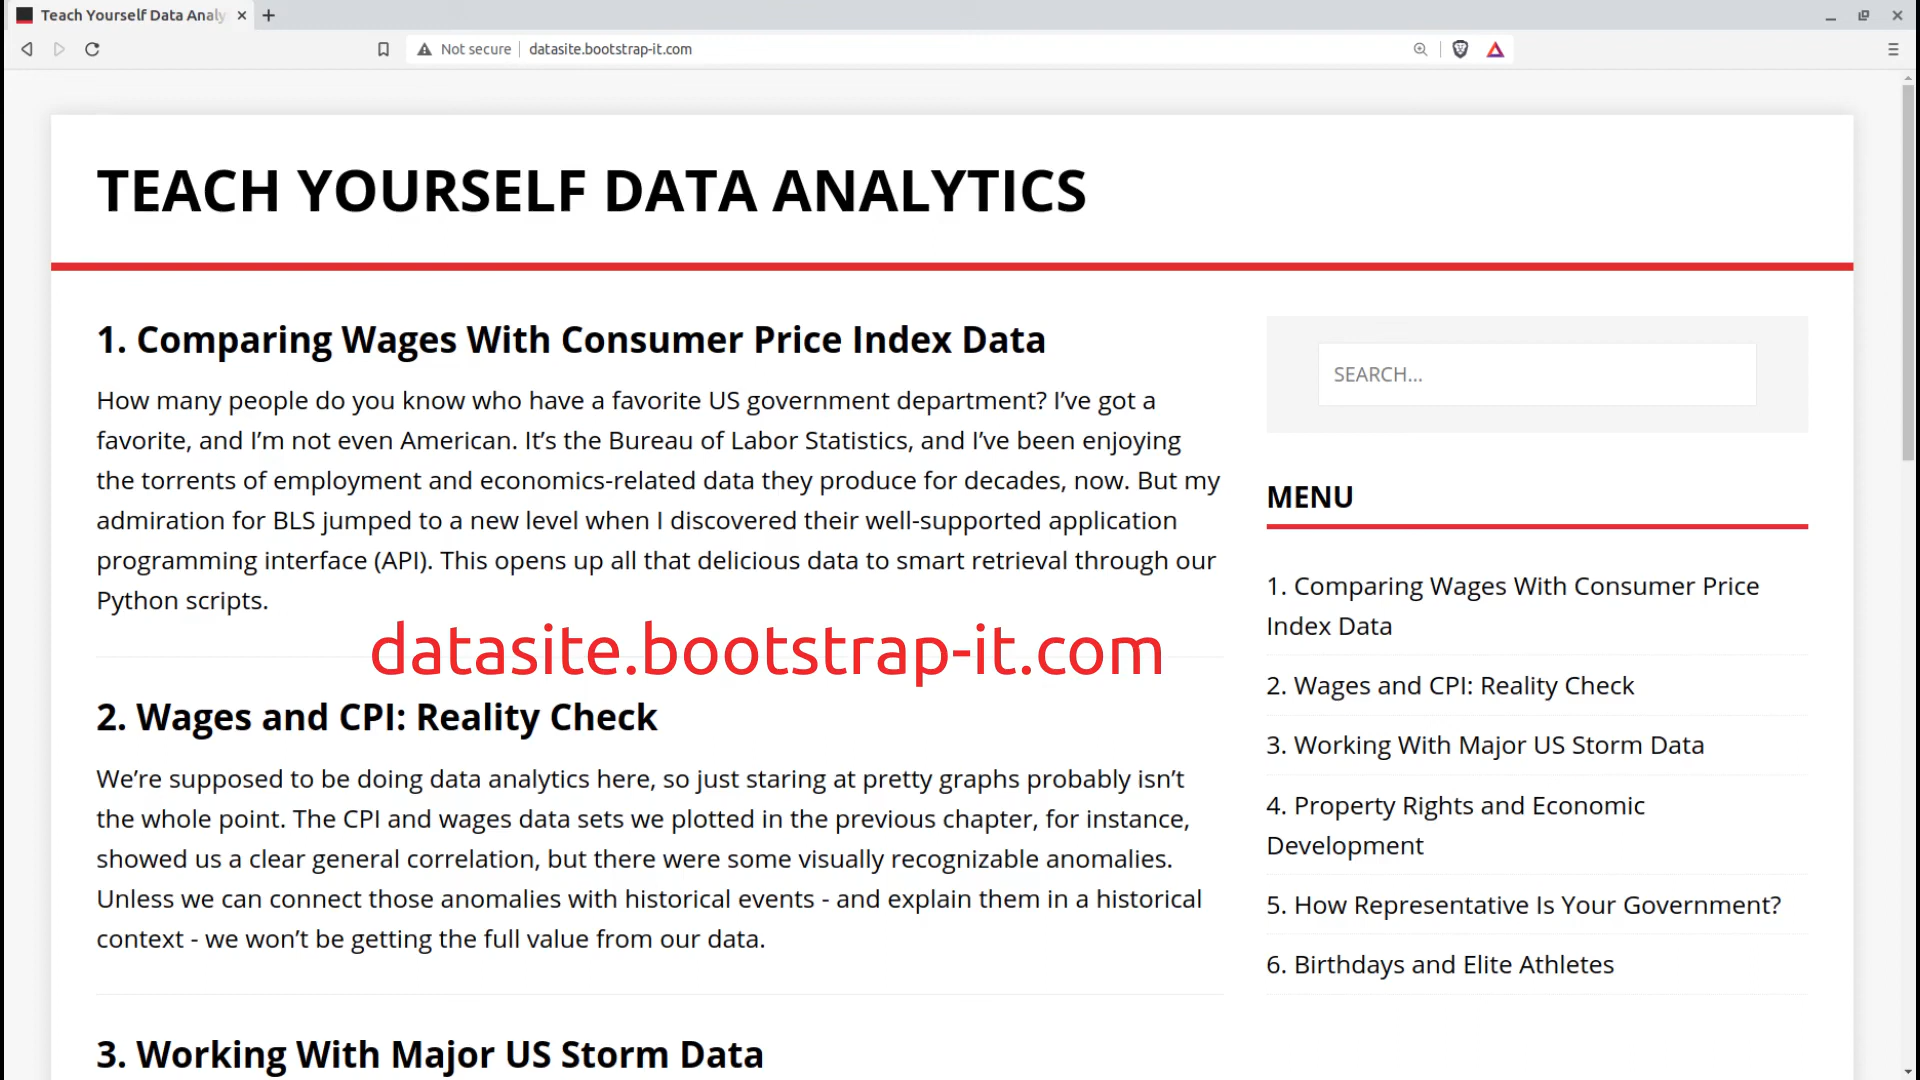 Teach Yourself Data Analy
Not secure
datasite.bootstrap-it.com
TEACH YOURSELF DATA ANALYTICS
1. Comparing Wages With Consumer Price Index Data
How many people do you know who have a favorite US government department? I’ve got a
favorite, and I’m not even American. It’s the Bureau of Labor Statistics, and I’ve been enjoying
the torrents of employment and economics-related data they produce for decades, now. But my
admiration for BLS jumped to a new level when I discovered their well-supported application
programming interface (API). This opens up all that delicious data to smart retrieval through our
Python scripts.
datasite.bootstrap-it.com
2. Wages and CPI: Reality Check
We’re supposed to be doing data analytics here, so just staring at pretty graphs probably isn’t
the whole point. The CPI and wages data sets we plotted in the previous chapter, for instance,
showed us a clear general correlation, but there were some visually recognizable anomalies.
Unless we can connect those anomalies with historical events - and explain them in a historical
context - we won’t be getting the full value from our data.
3. Working With Major US Storm Data
SEARCH...
MENU
1. Comparing Wages With Consumer Price
Index Data
2. Wages and CPI: Reality Check
3. Working With Major US Storm Data
4. Property Rights and Economic
Development
5. How Representative Is Your Government?
6. Birthdays and Elite Athletes